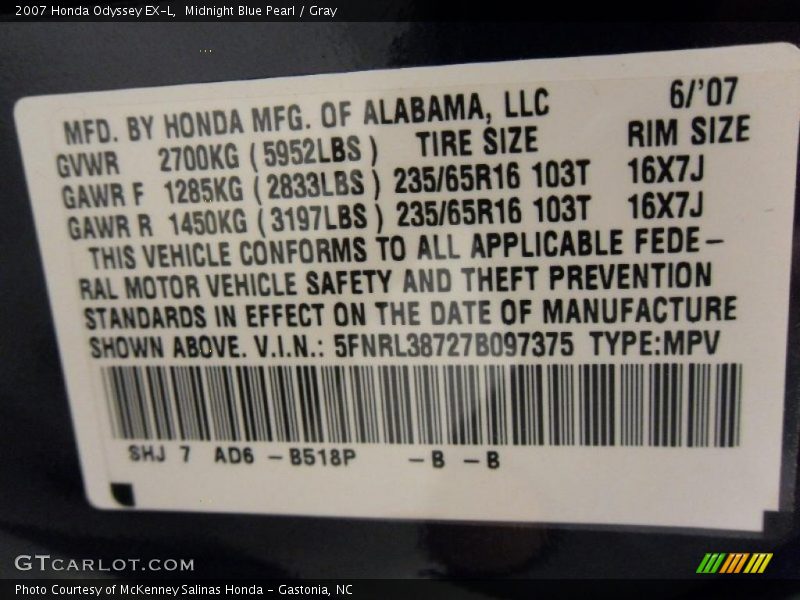 2007 Honda Odyssey EX-L, Midnight Blue Pearl / Gray
MFD. BY HONDA MFG. OF ALABAMA, LLC 6/'07
GVWR 2700KG (5952LBS) TIRE SIZE RIM SIZE
GAWR F 1285KG (2833LBS) 235/65R16 103T 16X7J
GAWR R 1450KG (3197LBS) 235/65R16 103T 16X7J
THIS VEHICLE CONFORMS TO ALL APPLICABLE FEDE-
RAL MOTOR VEHICLE SAFETY AND THEFT PREVENTION
STANDARDS IN EFFECT ON THE DATE OF MANUFACTURE
SHOWN ABOVE. V.I.N.: 5FNRL38727B097375 TYPE:MPV
SHJ 7 AD6 -B518P -B -B
GTCARLOT.COM
Photo Courtesy of McKenney Salinas Honda - Gastonia, NC